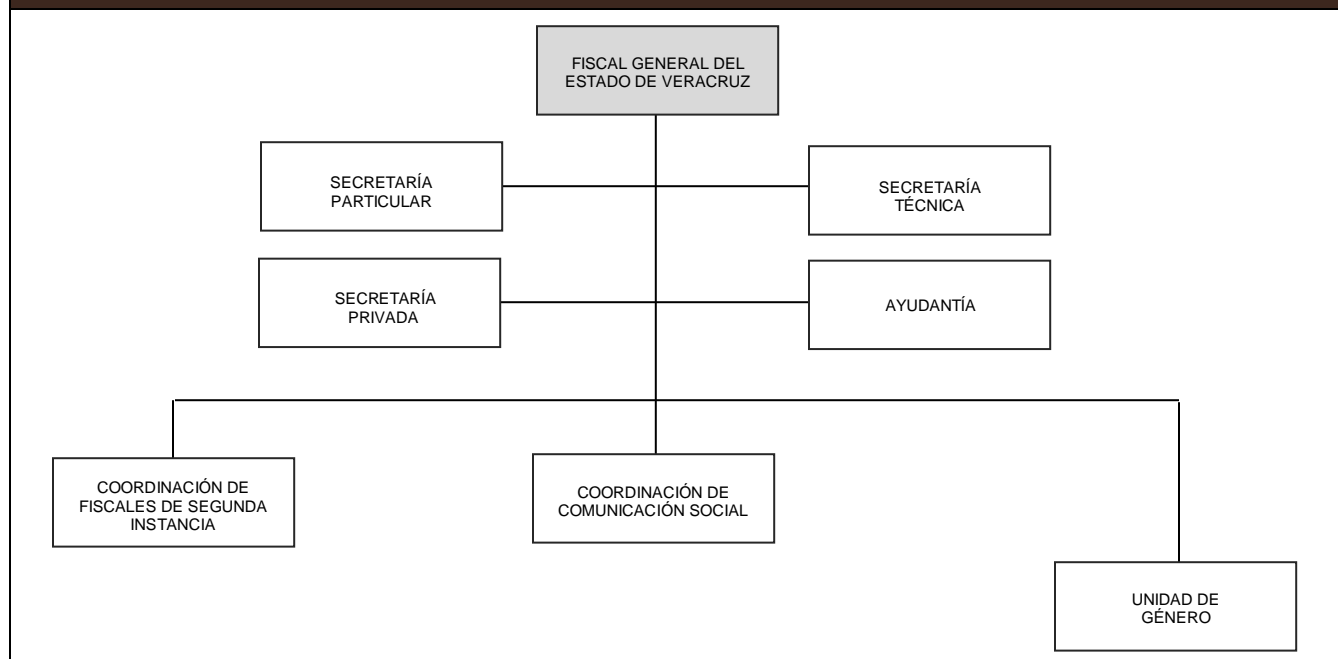 FISCAL GENERAL DEL
ESTADO DE VERACRUZ
SECRETARÍA
PARTICULAR
SECRETARÍA
TÉCNICA
SECRETARÍA
PRIVADA
AYUDANTÍA
COORDINACIÓN DE
FISCALES DE SEGUNDA
INSTANCIA
COORDINACIÓN DE
COMUNICACIÓN SOCIAL
UNIDAD DE
GÉNERO